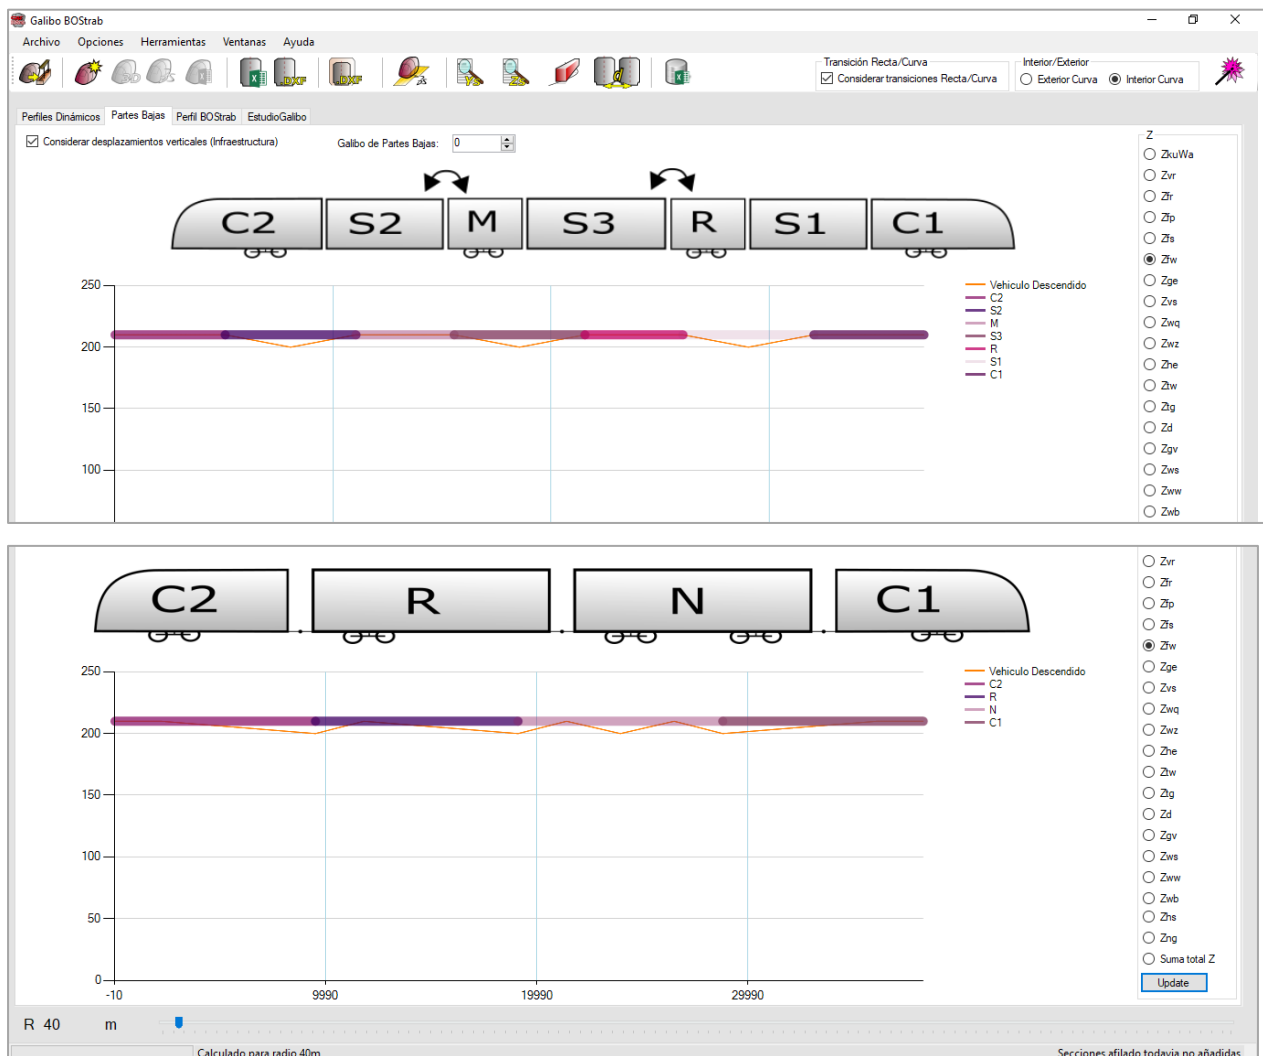 Galibo BOStrab
Archivo Opciones Herramientas Ventanas Ayuda
Transición Recta/Curva Interior/Exterior
Considerar transiciones Recta/Curva Exterior Curva Interior Curva
DXF DXF YS ZS d
Perfiles Dinámicos Partes Bajas Perfil BOStrab EstudioGalibo
Considerar desplazamientos verticales (Infraestructura) Galibo de Partes Bajas: 0
Z
ZkuWa
Zvr
Zfr
Zfp
Zfs
Zfw
Zge
Zvs
Zwq
Zwz
Zhe
Ztw
Ztg
Zd
Zgv
Zws
Zww
Zwb
C2 S2 M S3 R S1 C1
250
200
150
100
Vehiculo Descendido
C2
S2
M
S3
R
S1
C1
C2 R N C1
250
200
150
100
50
0
-10 9990 19990 29990
Vehiculo Descendido
C2
R
N
C1
Zvr
Zfr
Zfp
Zfs
Zfw
Zge
Zvs
Zwq
Zwz
Zhe
Ztw
Ztg
Zd
Zgv
Zws
Zww
Zwb
Zhs
Zng
Suma total Z
Update
R 40 m
Calculado para radio 40m Secciones afilado todavia no añadidas